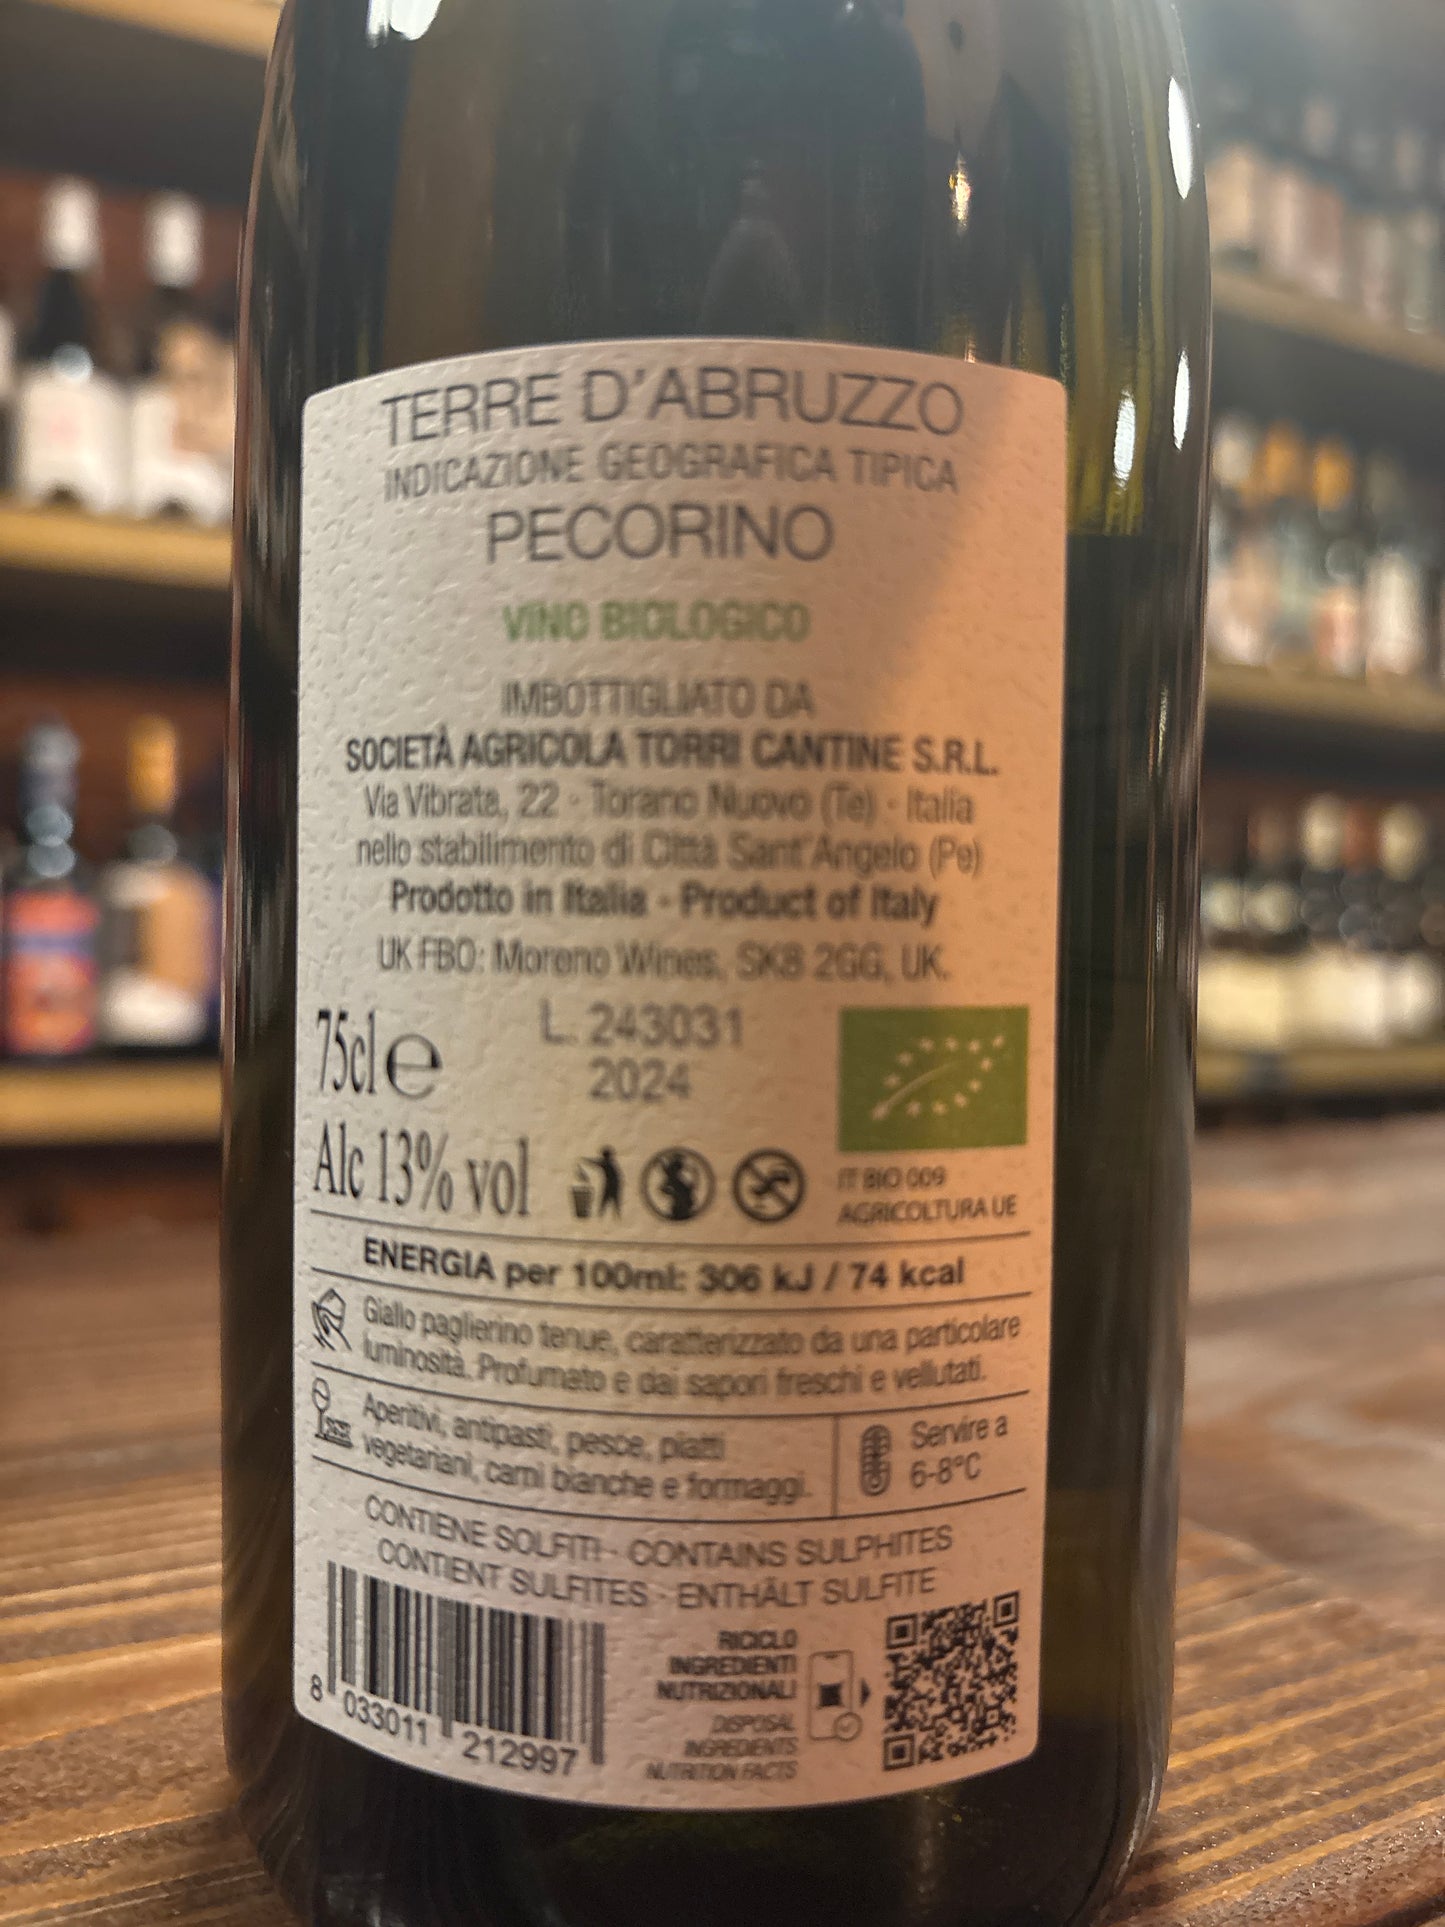 TERRE D'ABRUZZO
INDICAZIONE GEOGRAFICA TIPICA
PECORINO
VINO BIOLOGICO
IMBOTTIGLIATO DA
SOCIETÀ AGRICOLA TORRI CANTINE S.R.L.
Via Vibrata, 22 - Torano Nuovo (Te) - Italia
nello stabilimento di Città Sant'Angelo (Pe)
Prodotto in Italia - Product of Italy
UK FBO: Moreno Wines, SK8 2GG, UK.
75cl e
L. 243031
2024
Alc 13% vol
IT BIO 009
AGRICOLTURA UE
ENERGIA per 100ml: 306 kJ / 74 kcal
Giallo paglierino tenue, caratterizzato da una particolare
luminosità. Profumato e dai sapori freschi e vellutati.
Aperitivi, antipasti, pesce, piatti
vegetariani, carni bianche e formaggi.
Servire a
6-8°C
CONTIENE SOLFITI - CONTAINS SULPHITES
CONTIENT SULFITES - ENTHÄLT SULFITE
RICICLO
INGREDIENTI
NUTRIZIONALI
DISPOSAL
INGREDIENTS
NUTRITION FACTS
8 033011 212997